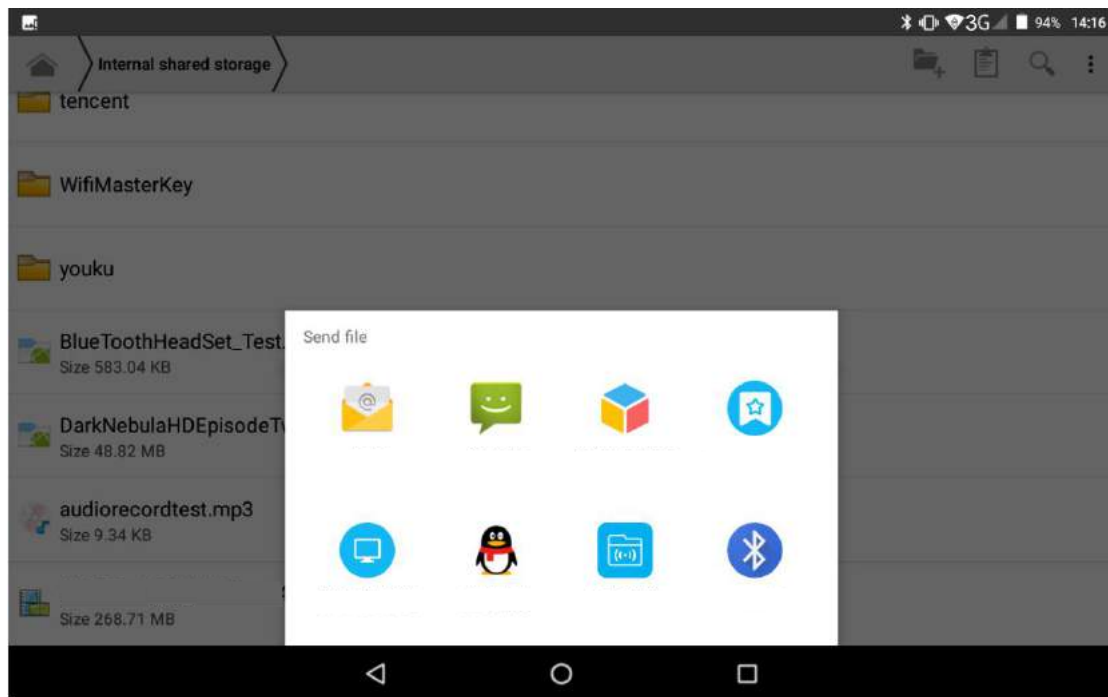 3G 94% 14:16
Internal shared storage
tencent
WifiMasterKey
youku
BlueToothHeadSet_Test.
Size 583.04 KB
DarkNebulaHDEpisodeTw
Size 48.82 MB
audiorecordtest.mp3
Size 9.34 KB
Size 268.71 MB
Send file
@